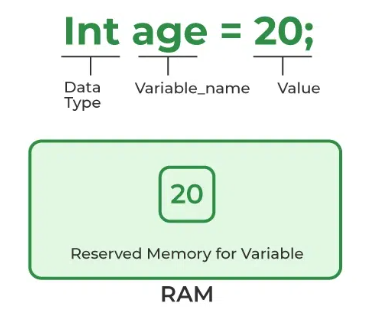 Int age = 20;
Data Variable_name Value
Type
20
Reserved Memory for Variable
RAM